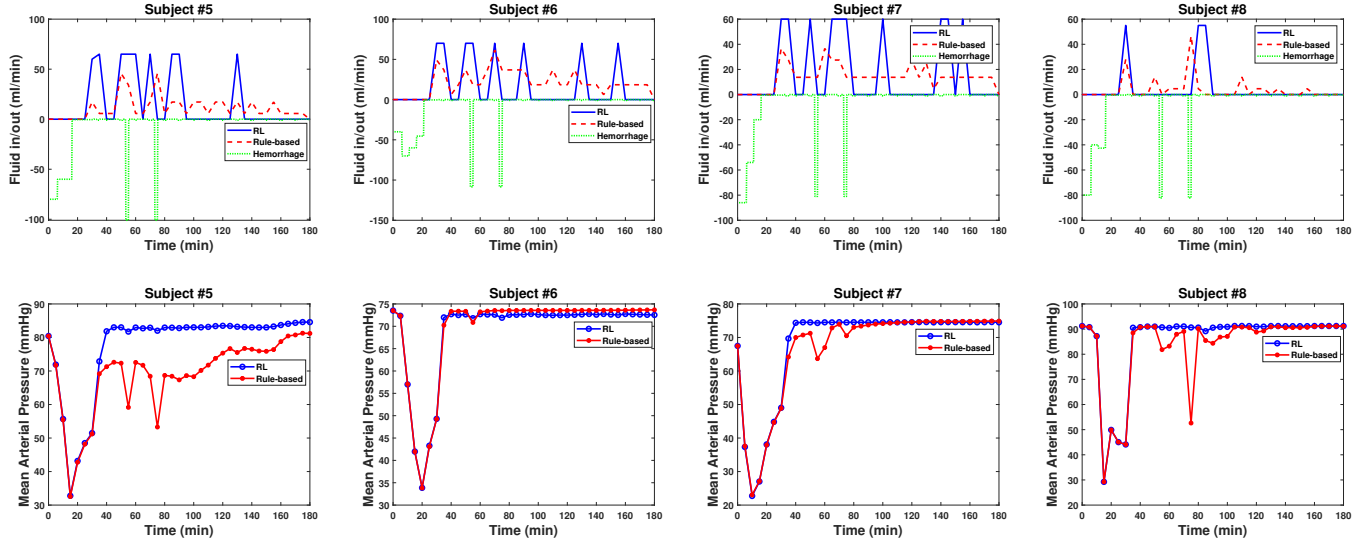 Subject #5
Fluid in/out (ml//min)
100
50
0
-50
-100
RL
Rule-based
Hemorrhage
0 20 40 60 80 100 120 140 160 180
Time (min)
Subject #6
Fluid in/out (ml/min)
100
50
0
-50
-100
-150
RL
Rule-based
Hemorrhage
0 20 40 60 80 100 120 140 160 180
Time (min)
Subject #7
Fluid in/out (ml/min)
60
40
20
0
-20
-40
-60
-80
-100
RL
Rule-based
Hemorrhage
0 20 40 60 80 100 120 140 160 180
Time (min)
Subject #8
Fluid in/out (ml/min)
60
40
20
0
-20
-40
-60
-80
-100
RL
Rule-based
Hemorrhage
0 20 40 60 80 100 120 140 160 180
Time (min)
Subject #5
Mean Arterial Pressure (mmHg)
90
80
70
60
50
40
30
RL
Rule-based
0 20 40 60 80 100 120 140 160 180
Time (min)
Subject #6
Mean Arterial Pressure (mmHg)
75
70
65
60
55
50
45
40
35
30
RL
Rule-based
0 20 40 60 80 100 120 140 160 180
Time (min)
Subject #7
Mean Arterial Pressure (mmHg)
80
70
60
50
40
30
20
RL
Rule-based
0 20 40 60 80 100 120 140 160 180
Time (min)
Subject #8
Mean Arterial Pressure (mmHg)
100
90
80
70
60
50
40
30
20
RL
Rule-based
0 20 40 60 80 100 120 140 160 180
Time (min)